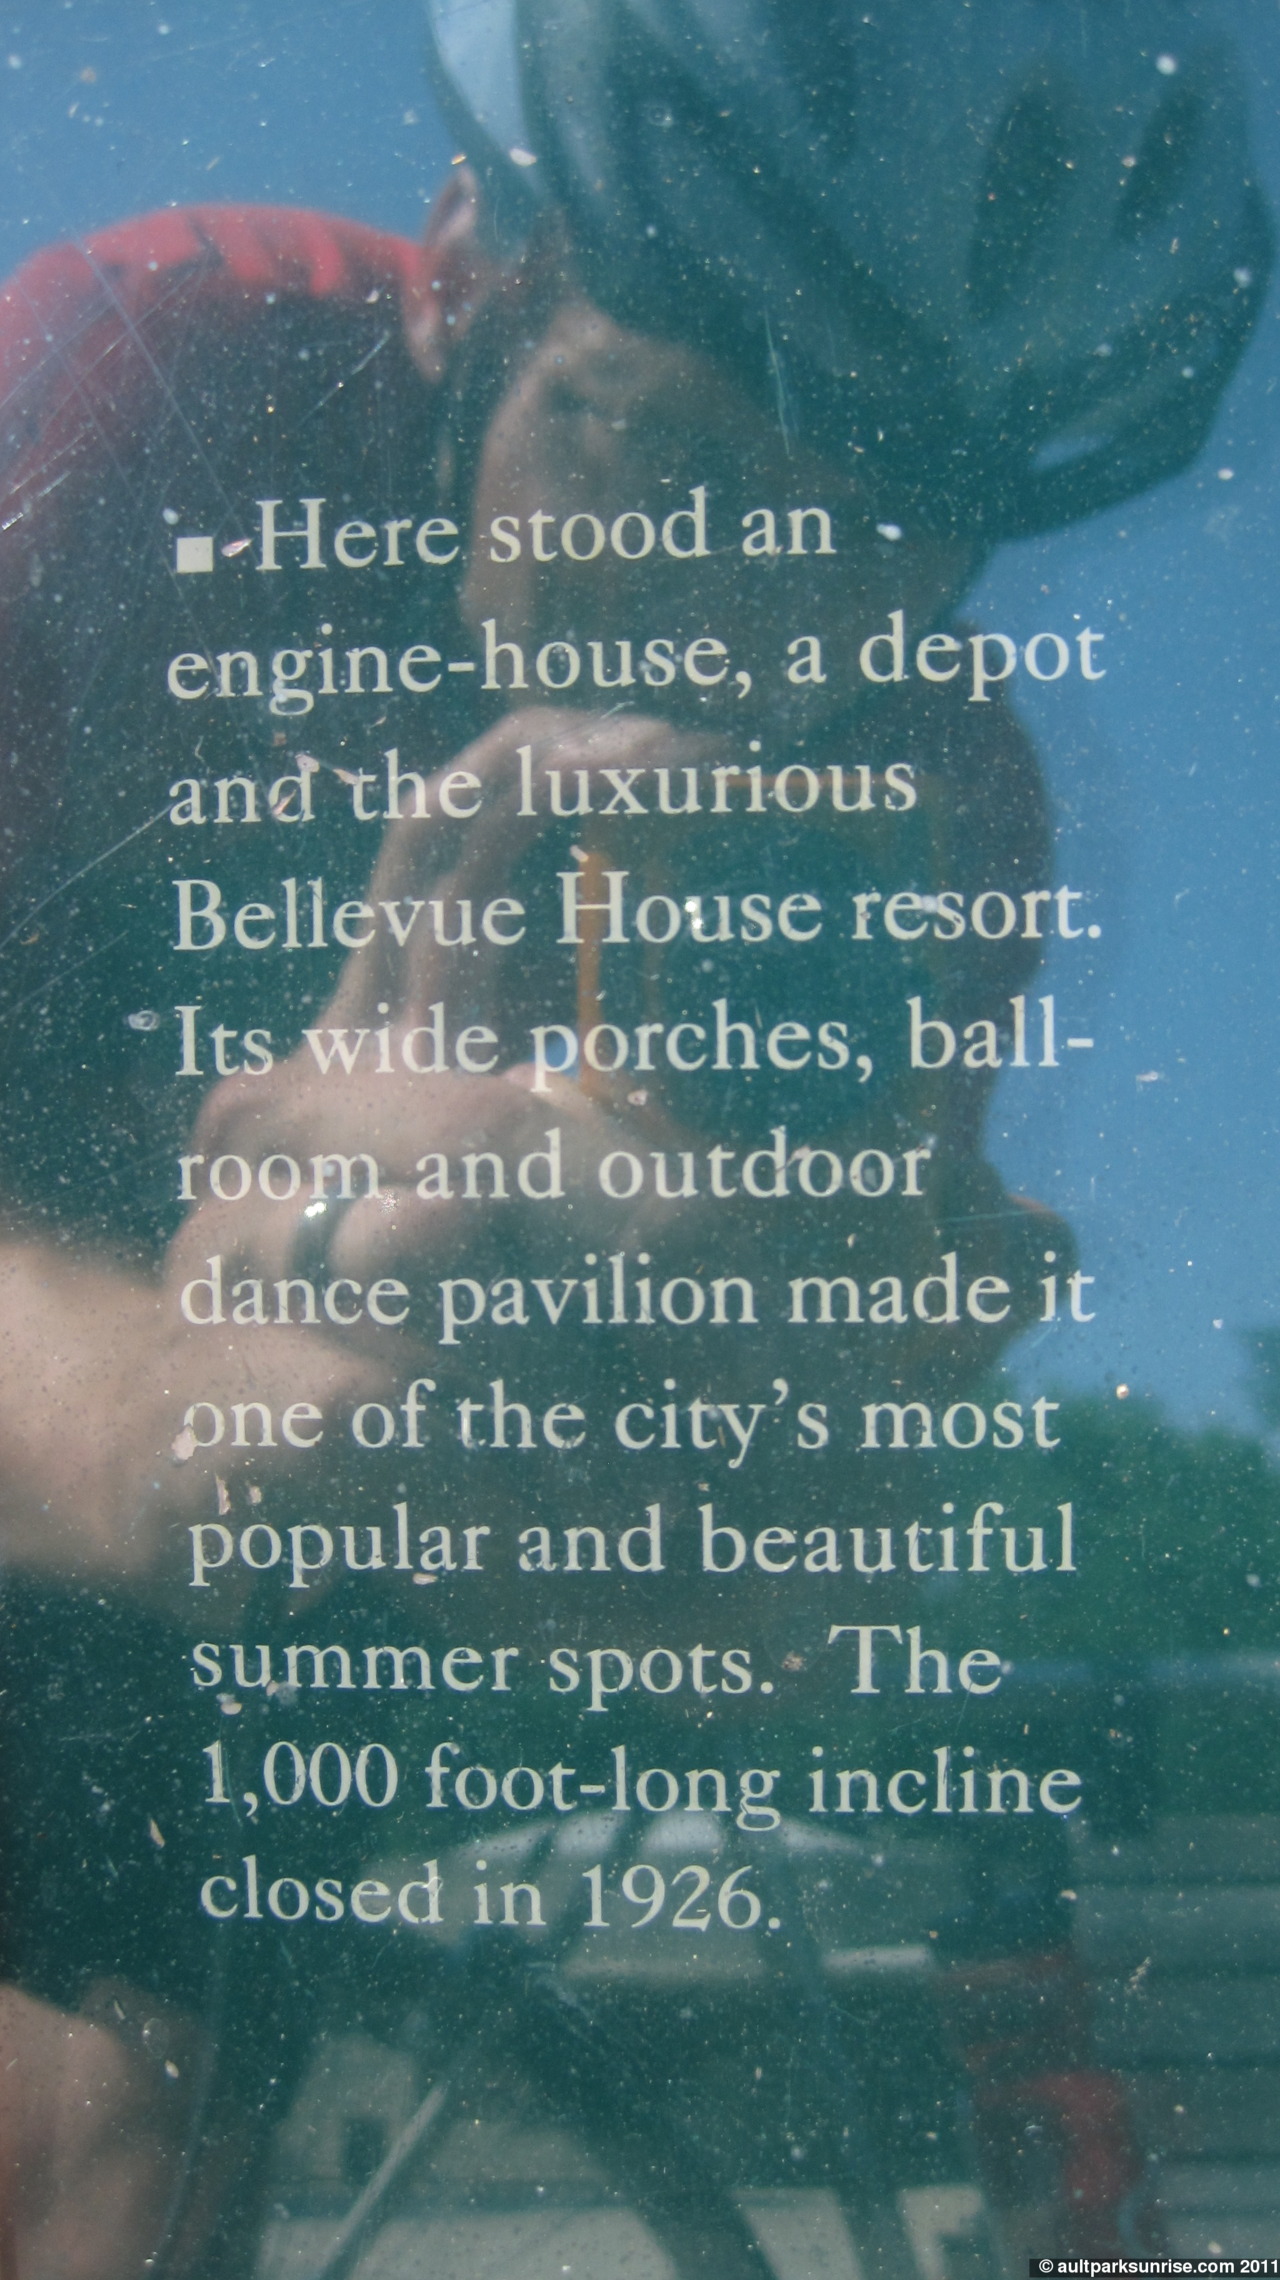 ■ Here stood an
engine-house, a depot
and the luxurious
Bellevue House resort.
Its wide porches, ball-
room and outdoor
dance pavilion made it
one of the city's most
popular and beautiful
summer spots. The
1,000 foot-long incline
closed in 1926.
© aultparksunrise.com 2011